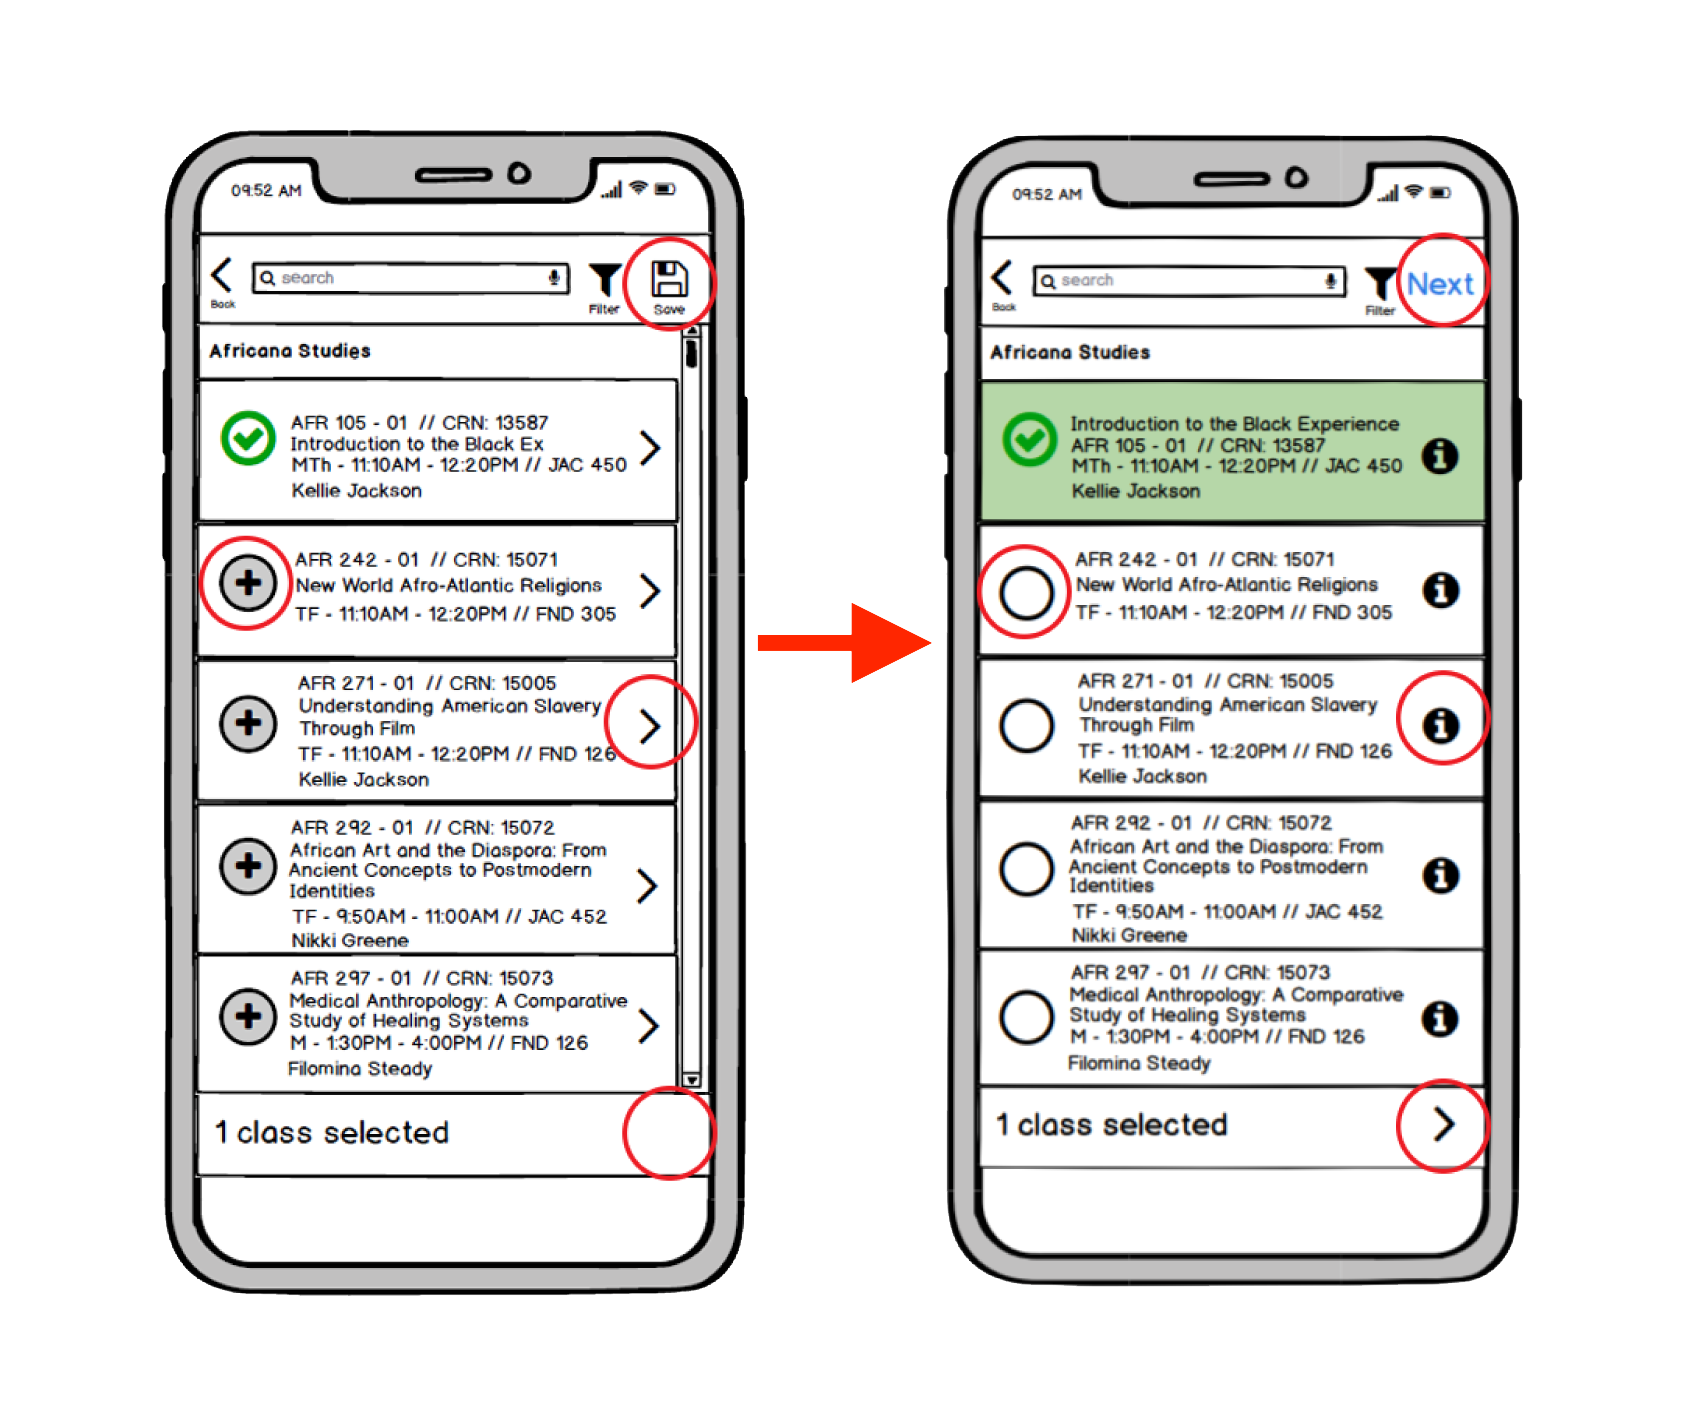 09:52 AM
Back
search
Filter
Save
Africana Studies
AFR 105 - 01 // CRN: 13587
Introduction to the Black Ex
MTh - 11:10AM - 12:20PM // JAC 450
Kellie Jackson
AFR 242 - 01 // CRN: 15071
New World Afro-Atlantic Religions
TF - 11:10AM - 12:20PM // FND 305
AFR 271 - 01 // CRN: 15005
Understanding American Slavery
Through Film
TF - 11:10AM - 12:20PM // FND 126
Kellie Jackson
AFR 292 - 01 // CRN: 15072
African Art and the Diaspora: From
Ancient Concepts to Postmodern
Identities
TF - 9:50AM - 11:00AM // JAC 452
Nikki Greene
AFR 297 - 01 // CRN: 15073
Medical Anthropology: A Comparative
Study of Healing Systems
M - 1:30PM - 4:00PM // FND 126
Filomina Steady
1 class selected
09:52 AM
Back
search
Filter
Next
Africana Studies
Introduction to the Black Experience
AFR 105 - 01 // CRN: 13587
MTh - 11:10AM - 12:20PM // JAC 450
Kellie Jackson
AFR 242 - 01 // CRN: 15071
New World Afro-Atlantic Religions
TF - 11:10AM - 12:20PM // FND 305
AFR 271 - 01 // CRN: 15005
Understanding American Slavery
Through Film
TF - 11:10AM - 12:20PM // FND 126
Kellie Jackson
AFR 292 - 01 // CRN: 15072
African Art and the Diaspora: From
Ancient Concepts to Postmodern
Identities
TF - 9:50AM - 11:00AM // JAC 452
Nikki Greene
AFR 297 - 01 // CRN: 15073
Medical Anthropology: A Comparative
Study of Healing Systems
M - 1:30PM - 4:00PM // FND 126
Filomina Steady
1 class selected